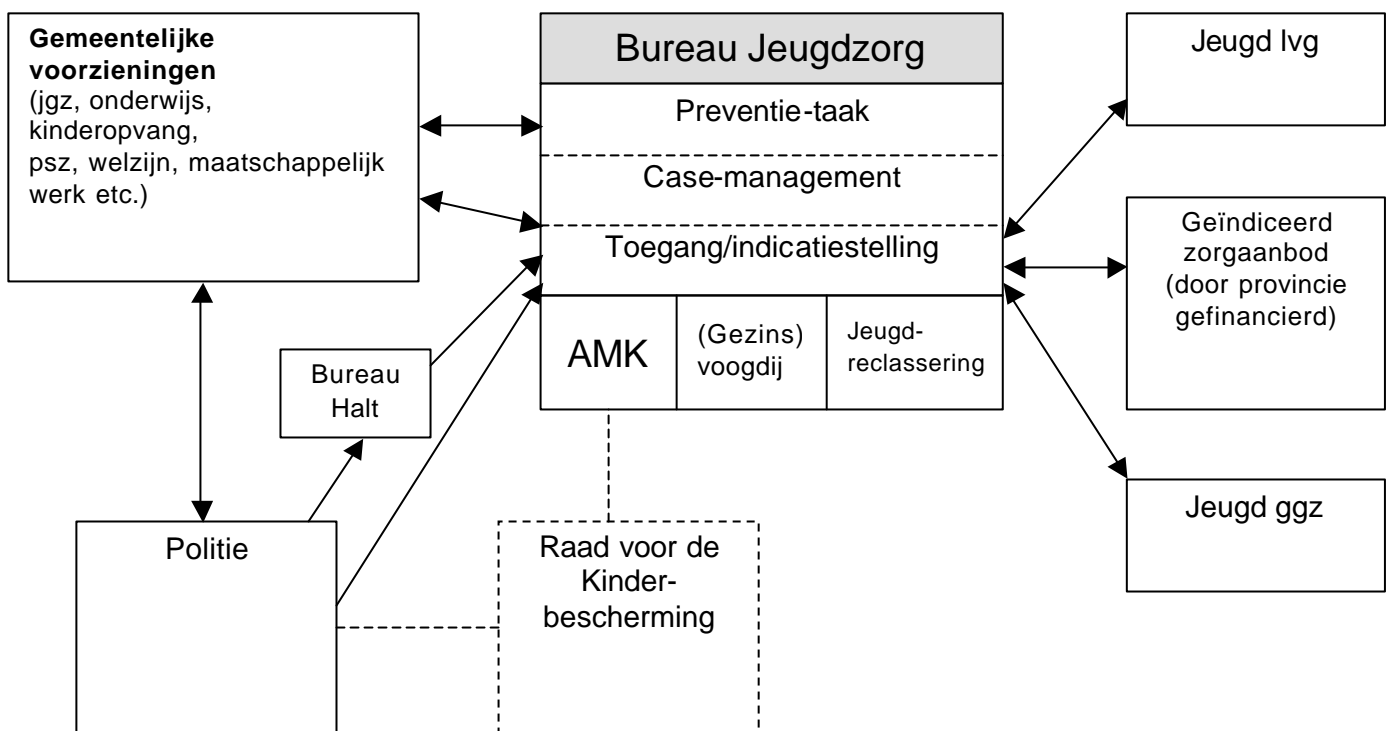 Gemeentelijke
voorzieningen
(jgz, onderwijs,
kinderopvang,
psz, welzijn, maatschappelijk
werk etc.)
Bureau Jeugdzorg
Preventie-taak
Case-management
Toegang/indicatiestelling
AMK
(Gezins)
voogdij
Jeugd-
reclassering
Jeugd lvg
Geïndiceerd
zorgaanbod
(door provincie
gefinancierd)
Jeugd ggz
Bureau
Halt
Politie
Raad voor de
Kinder-
bescherming